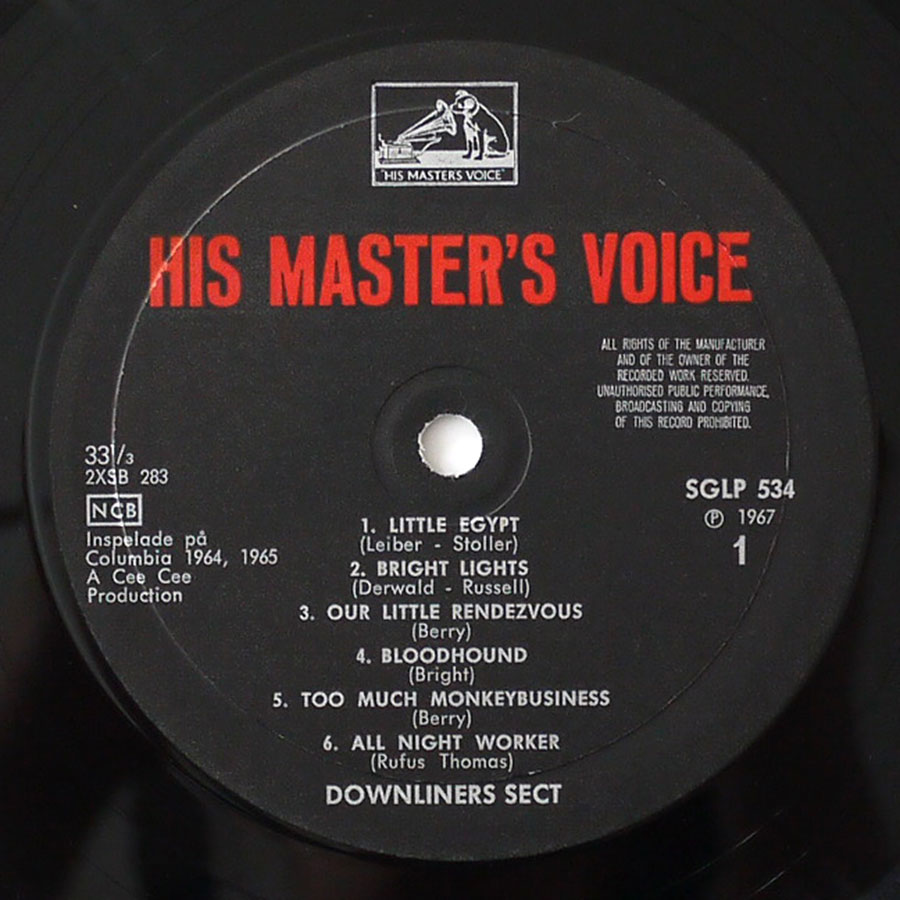 "HIS MASTER'S VOICE"
HIS MASTER'S VOICE
ALL RIGHTS OF THE MANUFACTURER
AND OF THE OWNER OF THE
RECORDED WORK RESERVED.
UNAUTHORISED PUBLIC PERFORMANCE,
BROADCASTING AND COPYING
OF THIS RECORD PROHIBITED.
33⅓
2XSB 283
NCB
Inspelade på
Columbia 1964, 1965
A Cee Cee
Production
SGLP 534
℗ 1967
1
1. LITTLE EGYPT
(Leiber - Stoller)
2. BRIGHT LIGHTS
(Derwald - Russell)
3. OUR LITTLE RENDEZVOUS
(Berry)
4. BLOODHOUND
(Bright)
5. TOO MUCH MONKEYBUSINESS
(Berry)
6. ALL NIGHT WORKER
(Rufus Thomas)
DOWNLINERS SECT